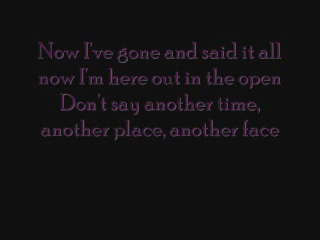 Now I've gone and said it all
now I'm here out in the open
Don't say another time,
another place, another face